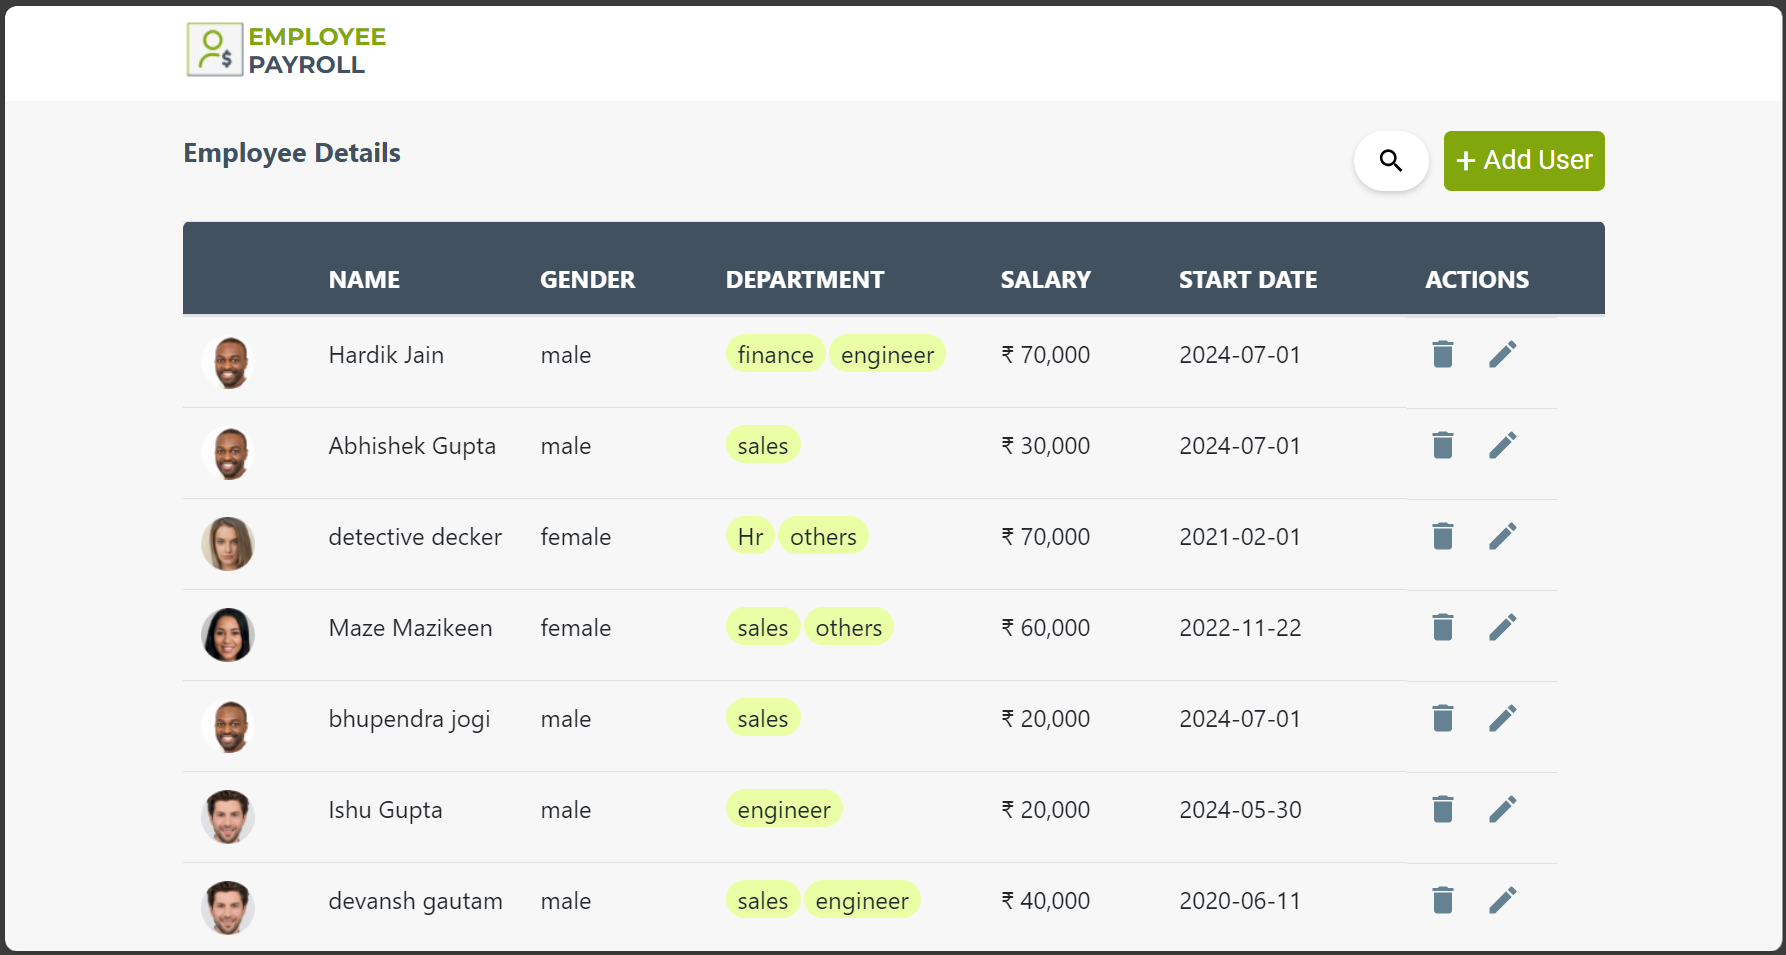 EMPLOYEE
PAYROLL
Employee Details
+ Add User
NAME GENDER DEPARTMENT SALARY START DATE ACTIONS
Hardik Jain male finance engineer ₹ 70,000 2024-07-01
Abhishek Gupta male sales ₹ 30,000 2024-07-01
detective decker female Hr others ₹ 70,000 2021-02-01
Maze Mazikeen female sales others ₹ 60,000 2022-11-22
bhupendra jogi male sales ₹ 20,000 2024-07-01
Ishu Gupta male engineer ₹ 20,000 2024-05-30
devansh gautam male sales engineer ₹ 40,000 2020-06-11